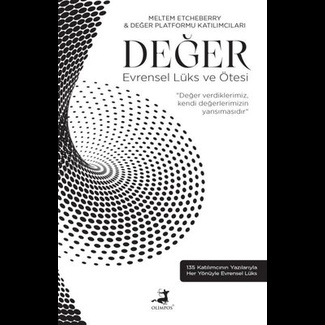 MELTEM ETCHEBERRY
& DEĞER PLATFORMU KATILIMCILARI
DEĞER
Evrensel Lüks ve Ötesi
"Değer verdiklerimiz,
kendi değerlerimizin
yansımasıdır"
135 Katılımcının Yazılarıyla
Her Yönüyle Evrensel Lüks
OLIMPOS